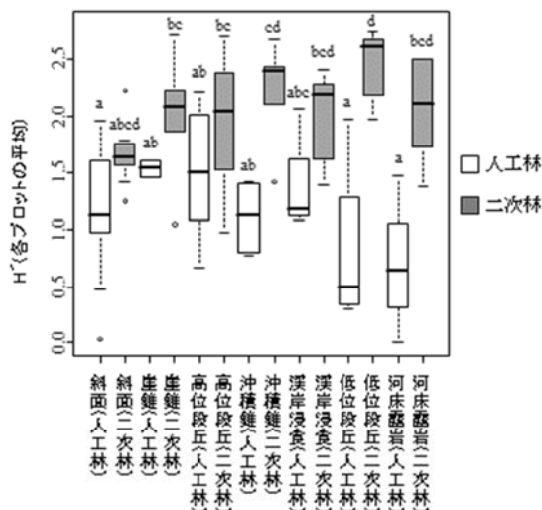 H´(各プロットの平均)
2.5
2.0
1.5
1.0
0.5
0.0
a
abcd
ab
bc
ab
bc
ab
cd
abc
bcd
a
d
a
bcd
人工林
二次林
斜面(人工林)
斜面(二次林)
崖錐(人工林)
崖錐(二次林)
高位段丘(人工林)
高位段丘(二次林)
沖積錐(人工林)
沖積錐(二次林)
渓岸浸食(人工林)
渓岸浸食(二次林)
低位段丘(人工林)
低位段丘(二次林)
河床露岩(人工林)
河床露岩(二次林)